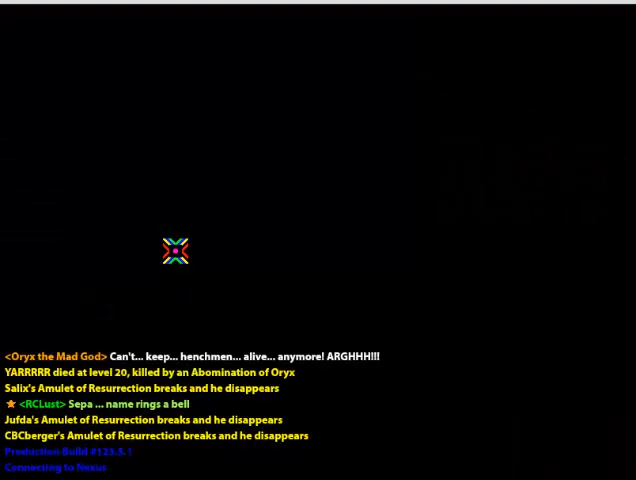 <Oryx the Mad God> Can't... keep... henchmen... alive... anymore! ARGHHH!!!
YARRRRR died at level 20, killed by an Abomination of Oryx
Salix's Amulet of Resurrection breaks and he disappears
<RCLust> Sepa ... name rings a bell
Jufda's Amulet of Resurrection breaks and he disappears
CBCberger's Amulet of Resurrection breaks and he disappears
Production Build #123.5.1
Connecting to Nexus